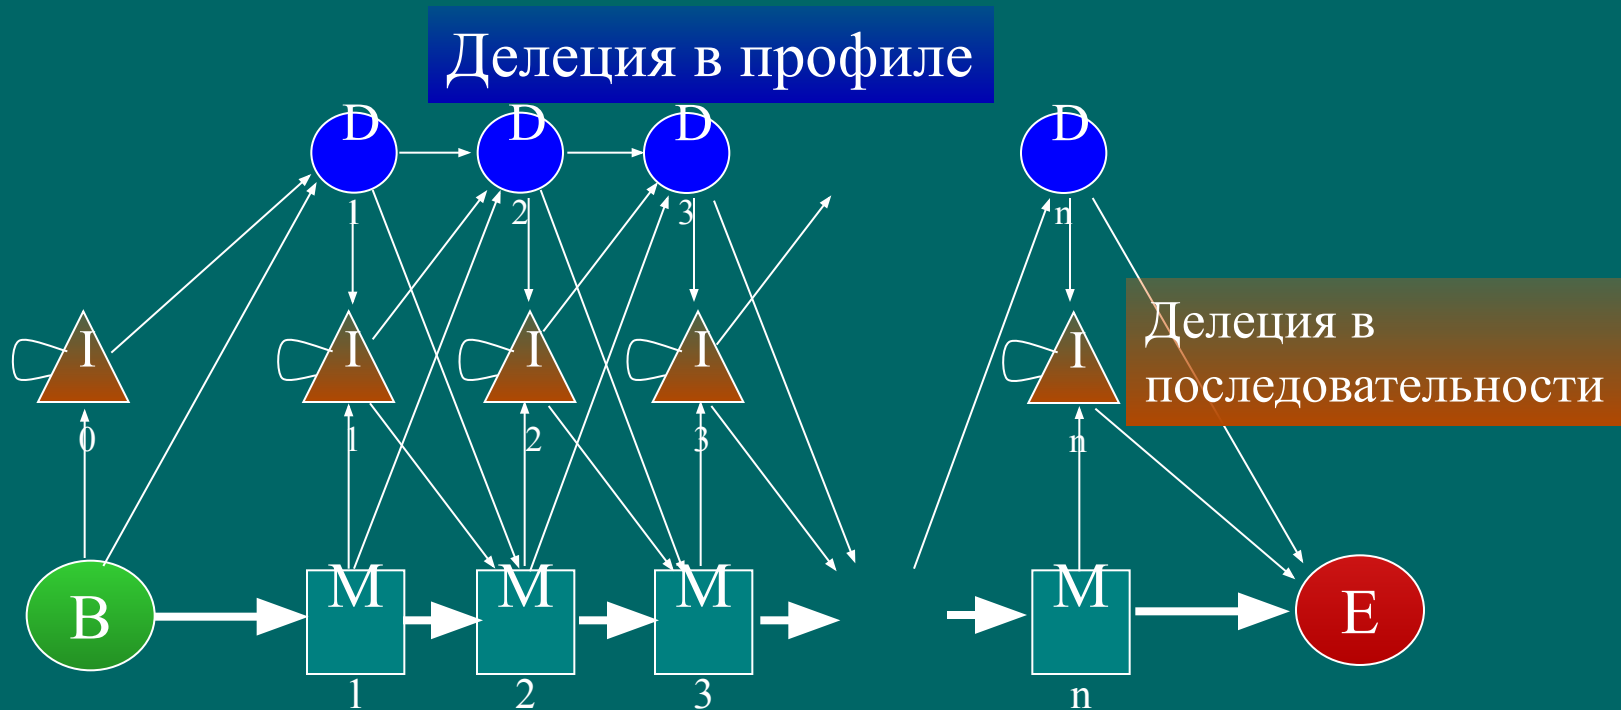 Делеция в профиле
D D D D
1 2 3 n
I I I I I
Делеция в
последовательности
0 1 2 3 n
B M M M M E
1 2 3 n